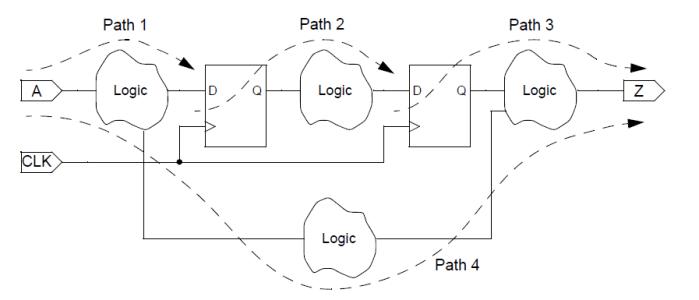 Path 1 Path 2 Path 3
A Logic D Q Logic D Q Logic Z
CLK
Logic
Path 4